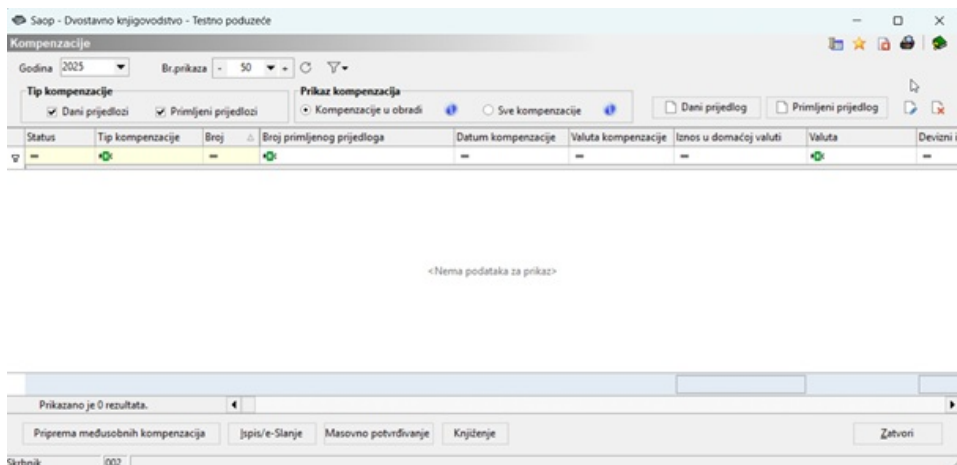 Saop - Dvostavno knjigovodstvo - Testno poduzeće
Kompenzacije
Godina 2025 Br.prikaza - 50 +
Tip kompenzacije Prikaz kompenzacija
Dani prijedlozi Primljeni prijedlozi Kompenzacije u obradi Sve kompenzacije Dani prijedlog Primljeni prijedlog
Status Tip kompenzacije Broj Broj primljenog prijedloga Datum kompenzacije Valuta kompenzacije Iznos u domaćoj valuti Valuta Devizni i
<Nema podataka za prikaz>
Prikazano je 0 rezultata.
Priprema međusobnih kompenzacija Ispis/e-Slanje Masovno potvrđivanje Knjiženje Zatvori
Skrbnik 002